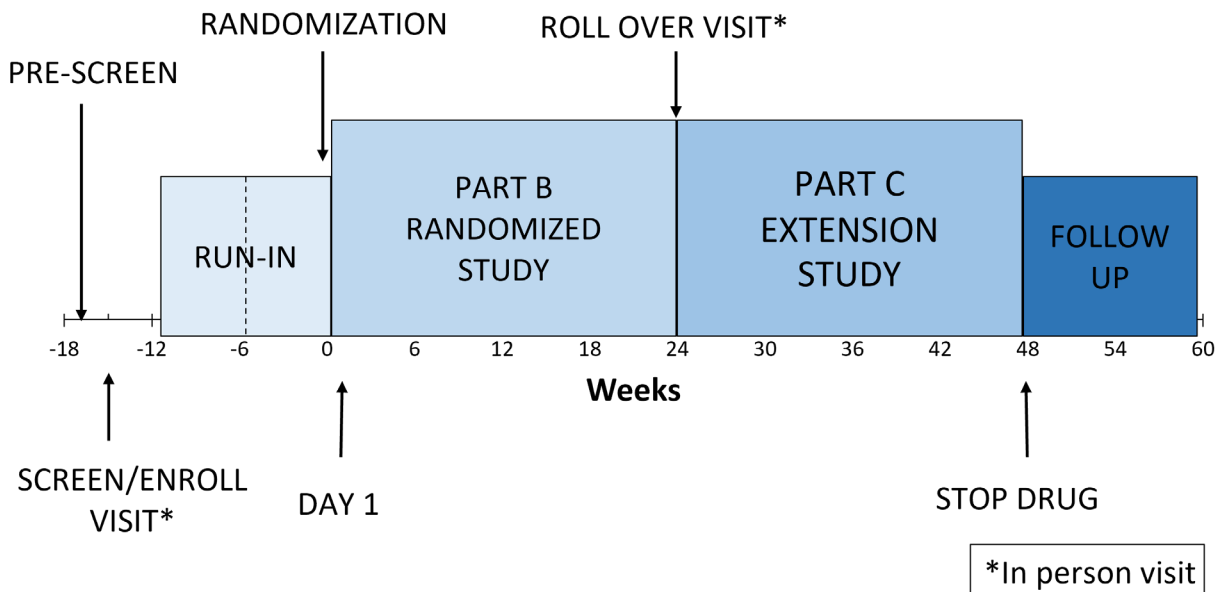 RANDOMIZATION
ROLL OVER VISIT*
PRE-SCREEN
RUN-IN
PART B
RANDOMIZED
STUDY
PART C
EXTENSION
STUDY
FOLLOW
UP
-18 -12 -6 0 6 12 18 24 30 36 42 48 54 60
Weeks
SCREEN/ENROLL
VISIT*
DAY 1
STOP DRUG
*In person visit